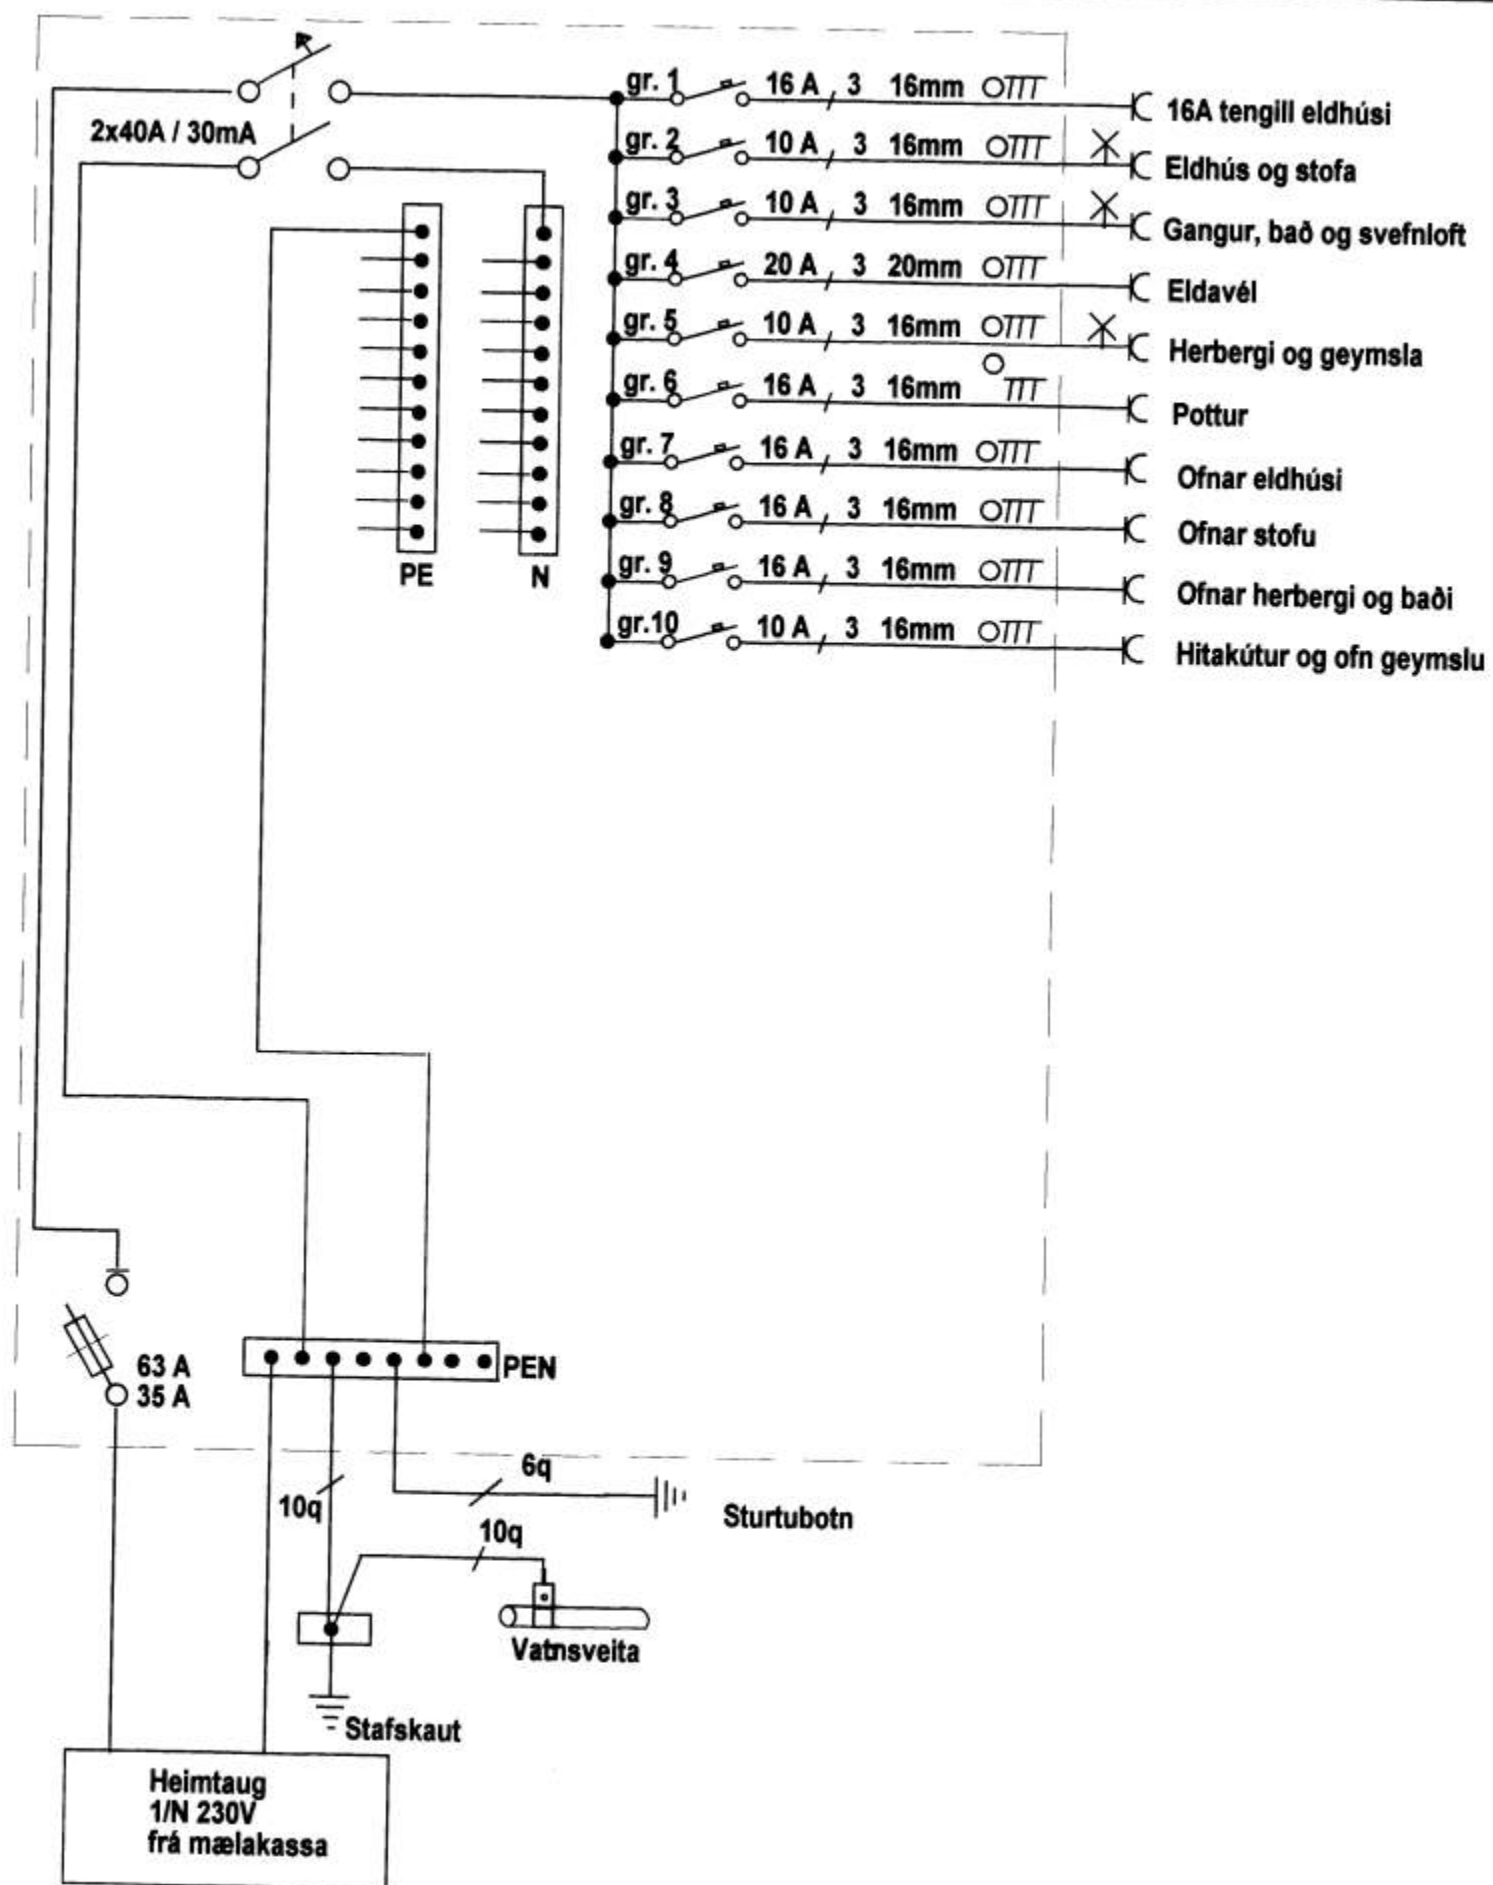 2x40A / 30mA
gr. 1 16 A 3 16mm 16A tengill eldhúsi
gr. 2 10 A 3 16mm Eldhús og stofa
gr. 3 10 A 3 16mm Gangur, bað og svefnloft
gr. 4 20 A 3 20mm Eldavél
gr. 5 10 A 3 16mm Herbergi og geymsla
gr. 6 16 A 3 16mm Pottur
gr. 7 16 A 3 16mm Ofnar eldhúsi
gr. 8 16 A 3 16mm Ofnar stofu
gr. 9 16 A 3 16mm Ofnar herbergi og baði
gr.10 10 A 3 16mm Hitakútur og ofn geymslu
PE N
63 A
35 A
PEN
6q
10q
Sturtubotn
10q
Vatnsveita
Stafskaut
Heimtaug
1/N 230V
frá mælakassa